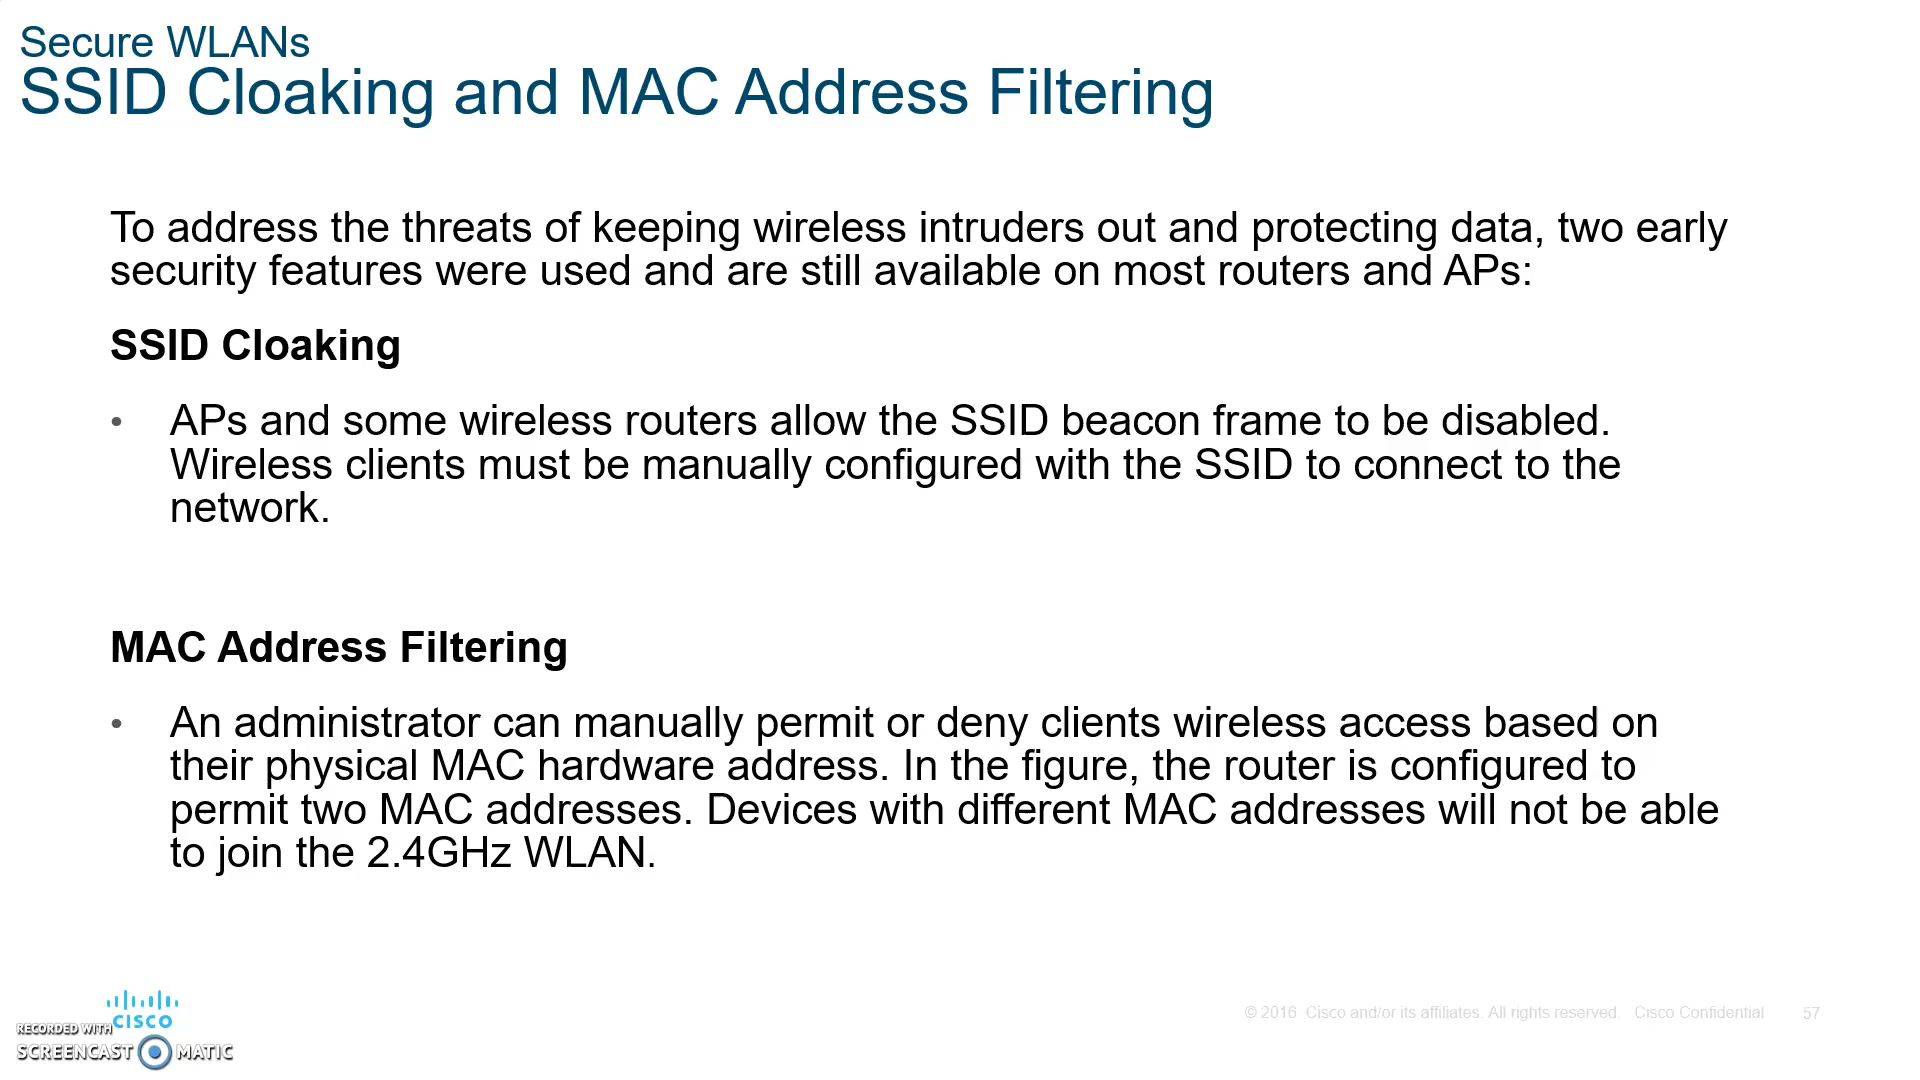 Secure WLANs
SSID Cloaking and MAC Address Filtering
To address the threats of keeping wireless intruders out and protecting data, two early
security features were used and are still available on most routers and APs:
SSID Cloaking
• APs and some wireless routers allow the SSID beacon frame to be disabled.
Wireless clients must be manually configured with the SSID to connect to the
network.
MAC Address Filtering
• An administrator can manually permit or deny clients wireless access based on
their physical MAC hardware address. In the figure, the router is configured to
permit two MAC addresses. Devices with different MAC addresses will not be able
to join the 2.4GHz WLAN.
CISCO
RECORDED WITH
SCREENCAST MATIC
© 2016 Cisco and/or its affiliates. All rights reserved. Cisco Confidential 57